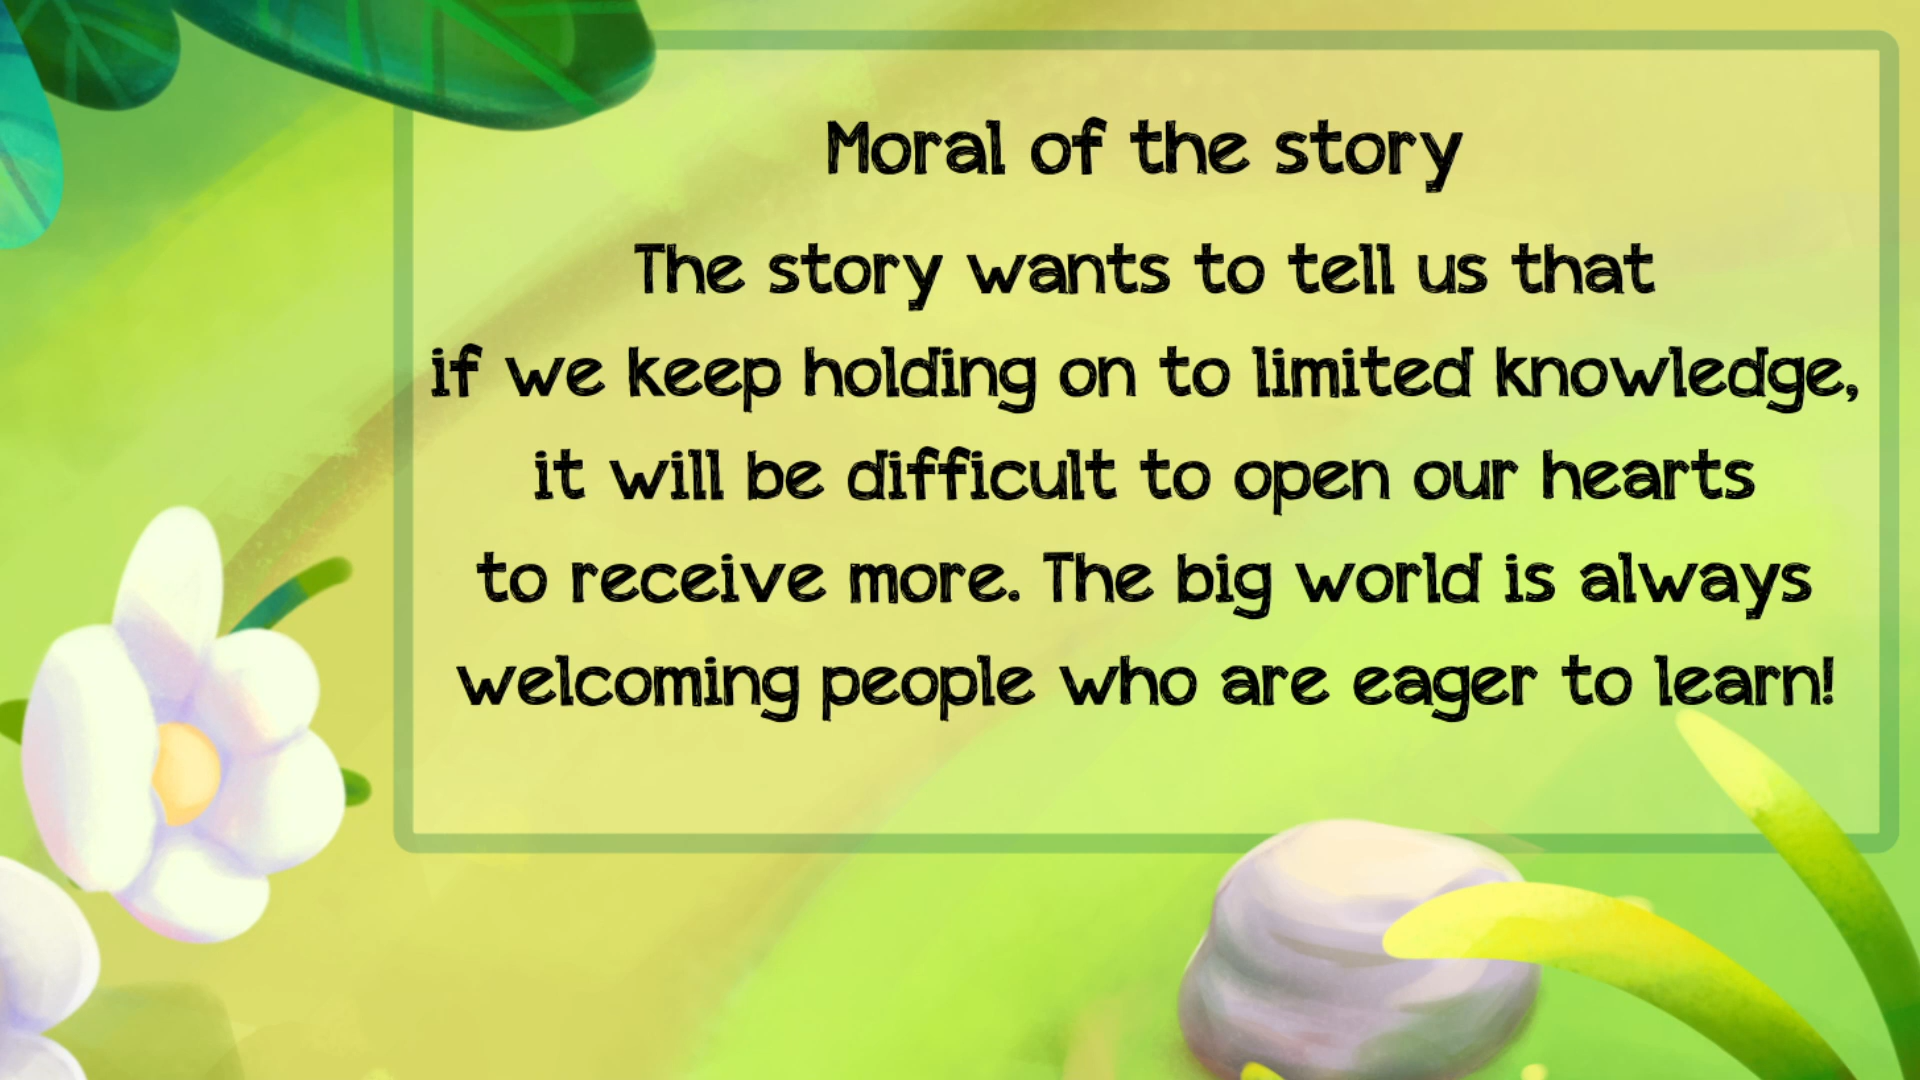 Moral of the story
The story wants to tell us that
if we keep holding on to limited knowledge,
it will be difficult to open our hearts
to receive more. The big world is always
welcoming people who are eager to learn!